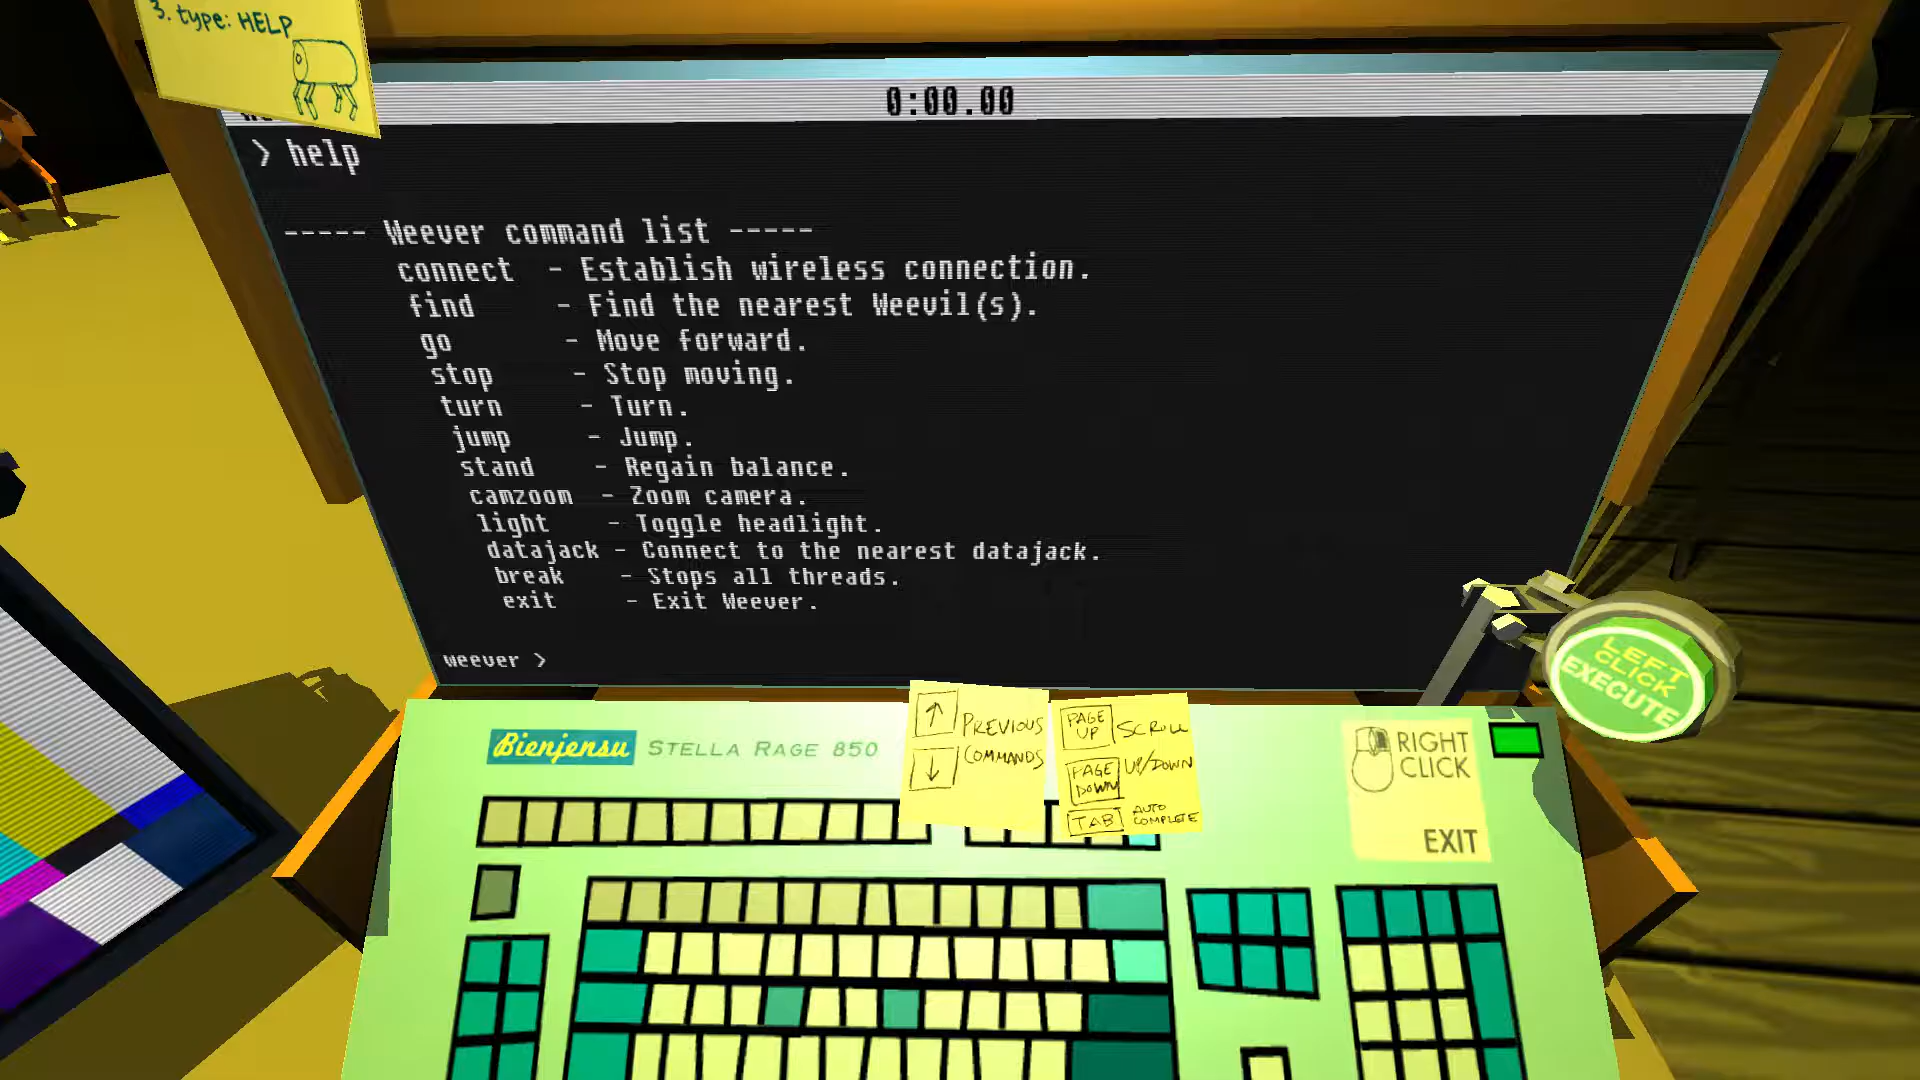 3. type: HELP
0:00.00
> help
----- Weever command list -----
connect - Establish wireless connection.
find - Find the nearest Weevil(s).
go - Move forward.
stop - Stop moving.
turn - Turn.
jump - Jump.
stand - Regain balance.
camzoom - Zoom camera.
light - Toggle headlight.
datajack - Connect to the nearest datajack.
break - Stops all threads.
exit - Exit Weever.
weever >
LEFT
CLICK
EXECUTE
Bienjensu STELLA RAGE 850
↑ PREVIOUS
↓ COMMANDS
PAGE UP SCROLL
PAGE DOWN UP/DOWN
TAB AUTO COMPLETE
RIGHT
CLICK
EXIT